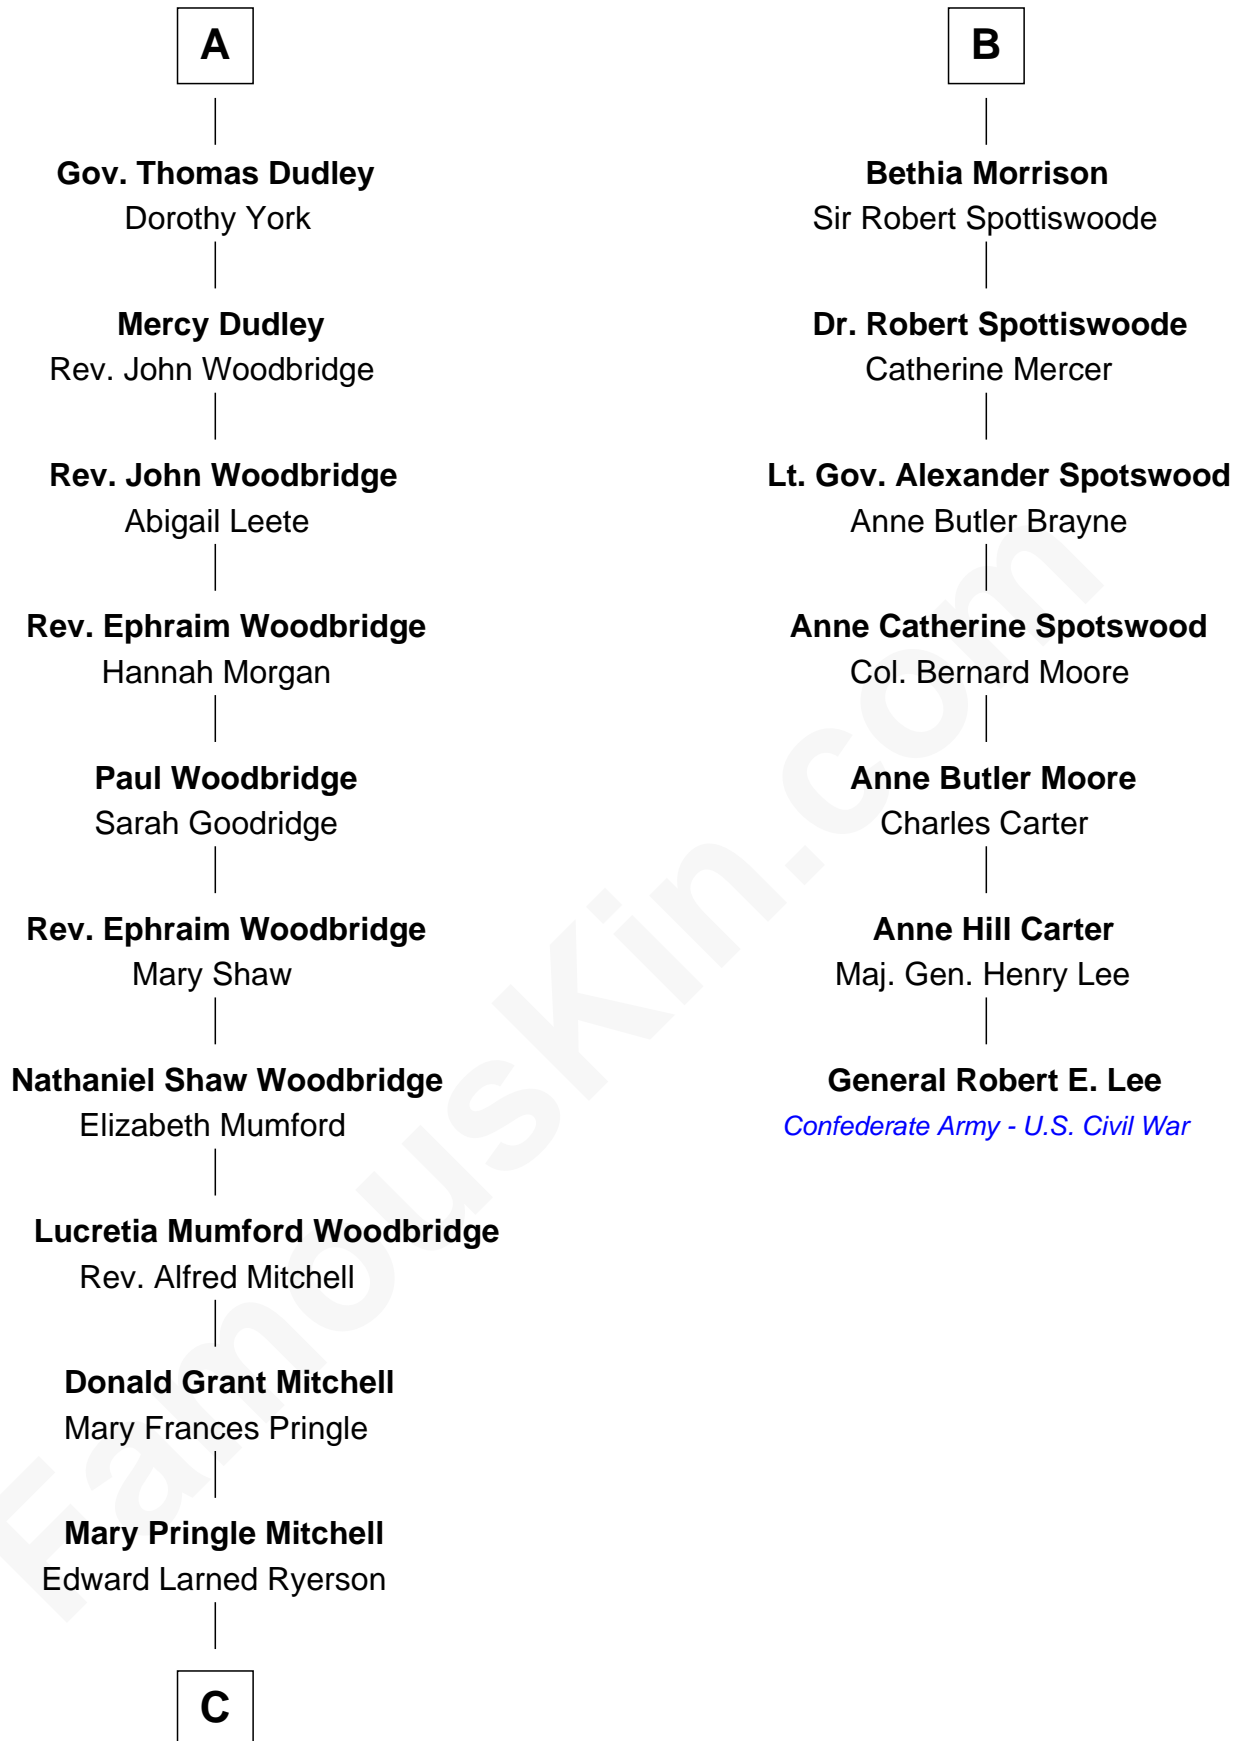 A
Gov. Thomas Dudley
Dorothy York
Mercy Dudley
Rev. John Woodbridge
Rev. John Woodbridge
Abigail Leete
Rev. Ephraim Woodbridge
Hannah Morgan
Paul Woodbridge
Sarah Goodridge
Rev. Ephraim Woodbridge
Mary Shaw
Nathaniel Shaw Woodbridge
Elizabeth Mumford
Lucretia Mumford Woodbridge
Rev. Alfred Mitchell
Donald Grant Mitchell
Mary Frances Pringle
Mary Pringle Mitchell
Edward Larned Ryerson
C
B
Bethia Morrison
Sir Robert Spottiswoode
Dr. Robert Spottiswoode
Catherine Mercer
Lt. Gov. Alexander Spotswood
Anne Butler Brayne
Anne Catherine Spotswood
Col. Bernard Moore
Anne Butler Moore
Charles Carter
Anne Hill Carter
Maj. Gen. Henry Lee
General Robert E. Lee
Confederate Army - U.S. Civil War
FamousKin.com